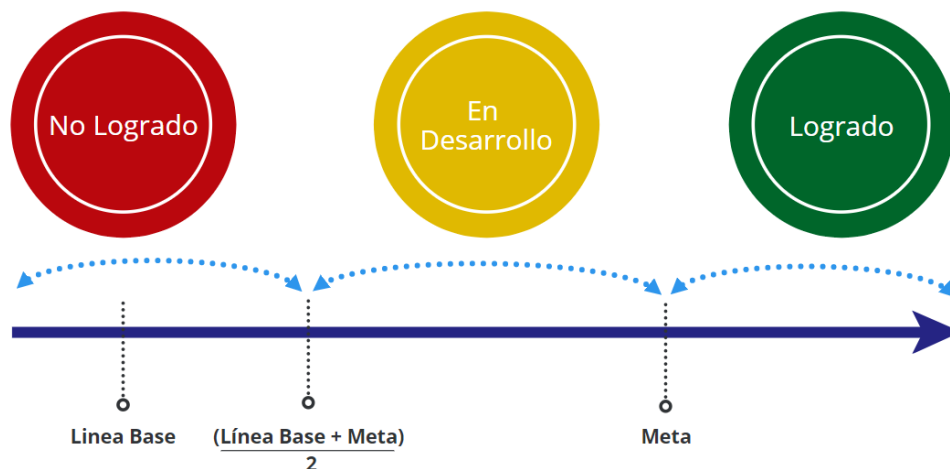 No Logrado
En
Desarrollo
Logrado
Linea Base
(Línea Base + Meta)
2
Meta